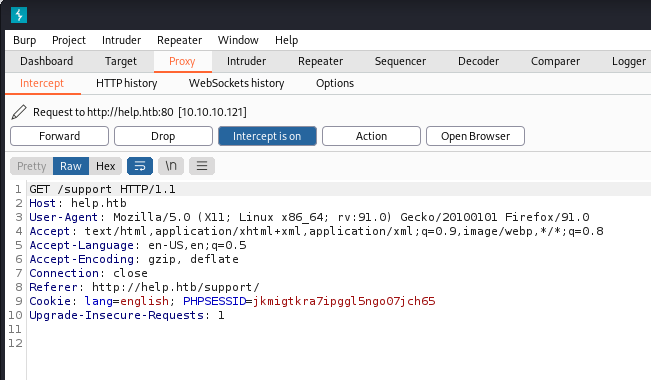 Burp Project Intruder Repeater Window Help
Dashboard Target Proxy Intruder Repeater Sequencer Decoder Comparer Logger
Intercept HTTP history WebSockets history Options
Request to http://help.htb:80 [10.10.10.121]
Forward Drop Intercept is on Action Open Browser
Pretty Raw Hex \n
1 GET /support HTTP/1.1
2 Host: help.htb
3 User-Agent: Mozilla/5.0 (X11; Linux x86_64; rv:91.0) Gecko/20100101 Firefox/91.0
4 Accept: text/html,application/xhtml+xml,application/xml;q=0.9,image/webp,*/*;q=0.8
5 Accept-Language: en-US,en;q=0.5
6 Accept-Encoding: gzip, deflate
7 Connection: close
8 Referer: http://help.htb/support/
9 Cookie: lang=english; PHPSESSID=jkmigtkra7ipggl5ngo07jch65
10 Upgrade-Insecure-Requests: 1
11
12